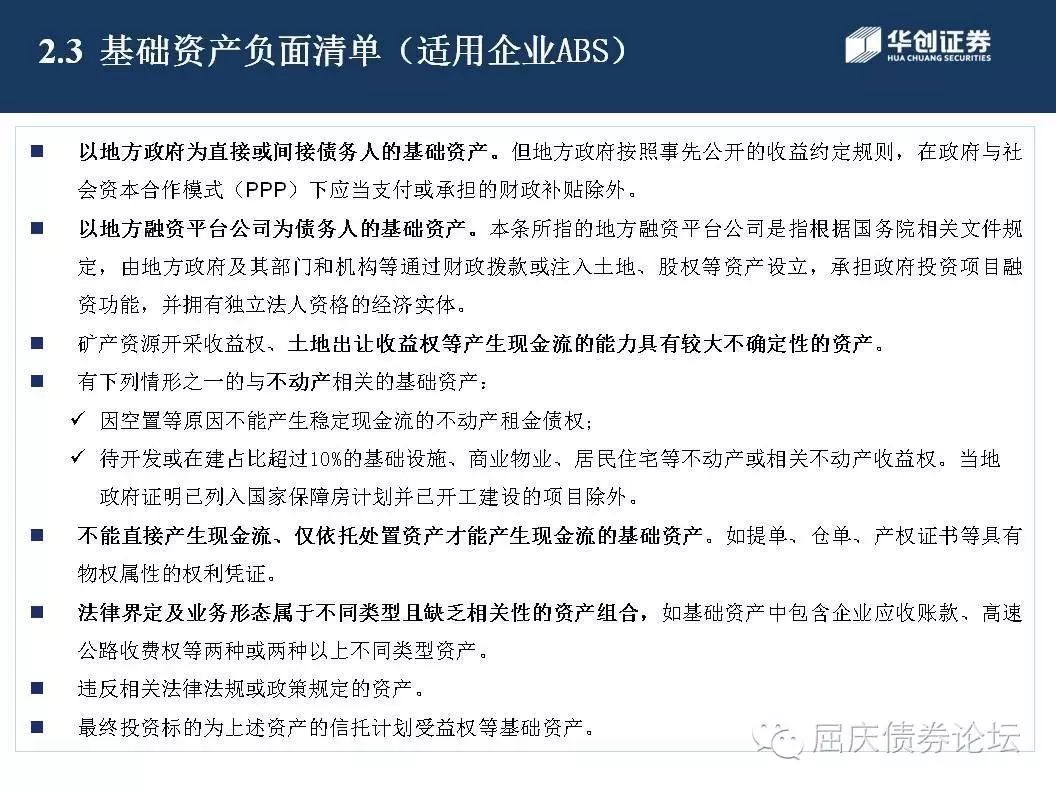 2.3 基础资产负面清单（适用企业ABS）
华创证券
HUA CHUANG SECURITIES
以地方政府为直接或间接债务人的基础资产。但地方政府按照事先公开的收益约定规则，在政府与社
会资本合作模式（PPP）下应当支付或承担的财政补贴除外。
以地方融资平台公司为债务人的基础资产。本条所指的地方融资平台公司是指根据国务院相关文件规
定，由地方政府及其部门和机构等通过财政拨款或注入土地、股权等资产设立，承担政府投资项目融
资功能，并拥有独立法人资格的经济实体。
矿产资源开采收益权、土地出让收益权等产生现金流的能力具有较大不确定性的资产。
有下列情形之一的与不动产相关的基础资产：
因空置等原因不能产生稳定现金流的不动产租金债权；
待开发或在建占比超过10%的基础设施、商业物业、居民住宅等不动产或相关不动产收益权。当地
政府证明已列入国家保障房计划并已开工建设的项目除外。
不能直接产生现金流、仅依托处置资产才能产生现金流的基础资产。如提单、仓单、产权证书等具有
物权属性的权利凭证。
法律界定及业务形态属于不同类型且缺乏相关性的资产组合，如基础资产中包含企业应收账款、高速
公路收费权等两种或两种以上不同类型资产。
违反相关法律法规或政策规定的资产。
最终投资标的为上述资产的信托计划受益权等基础资产。
屈庆债券论坛